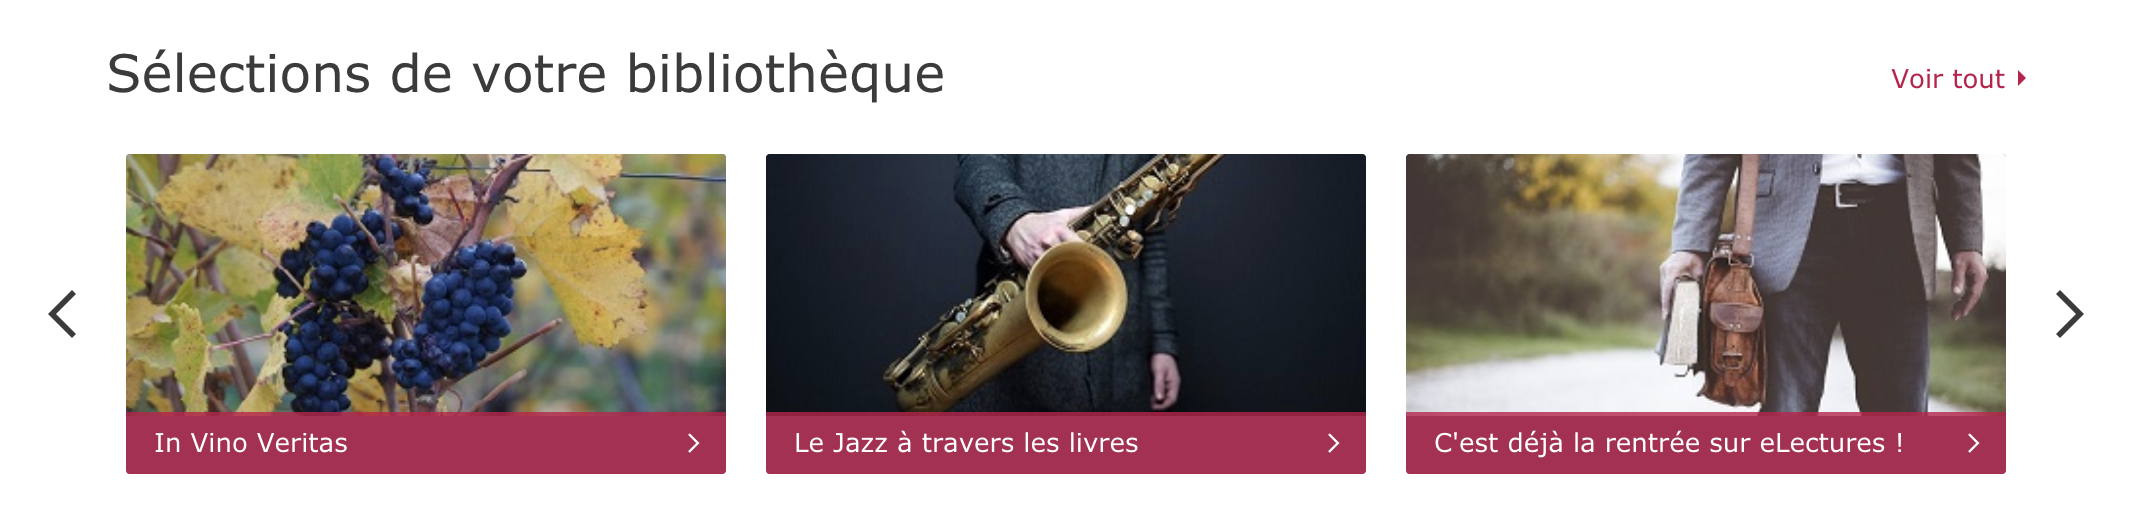 Sélections de votre bibliothèque
Voir tout
In Vino Veritas
Le Jazz à travers les livres
C'est déjà la rentrée sur eLectures !